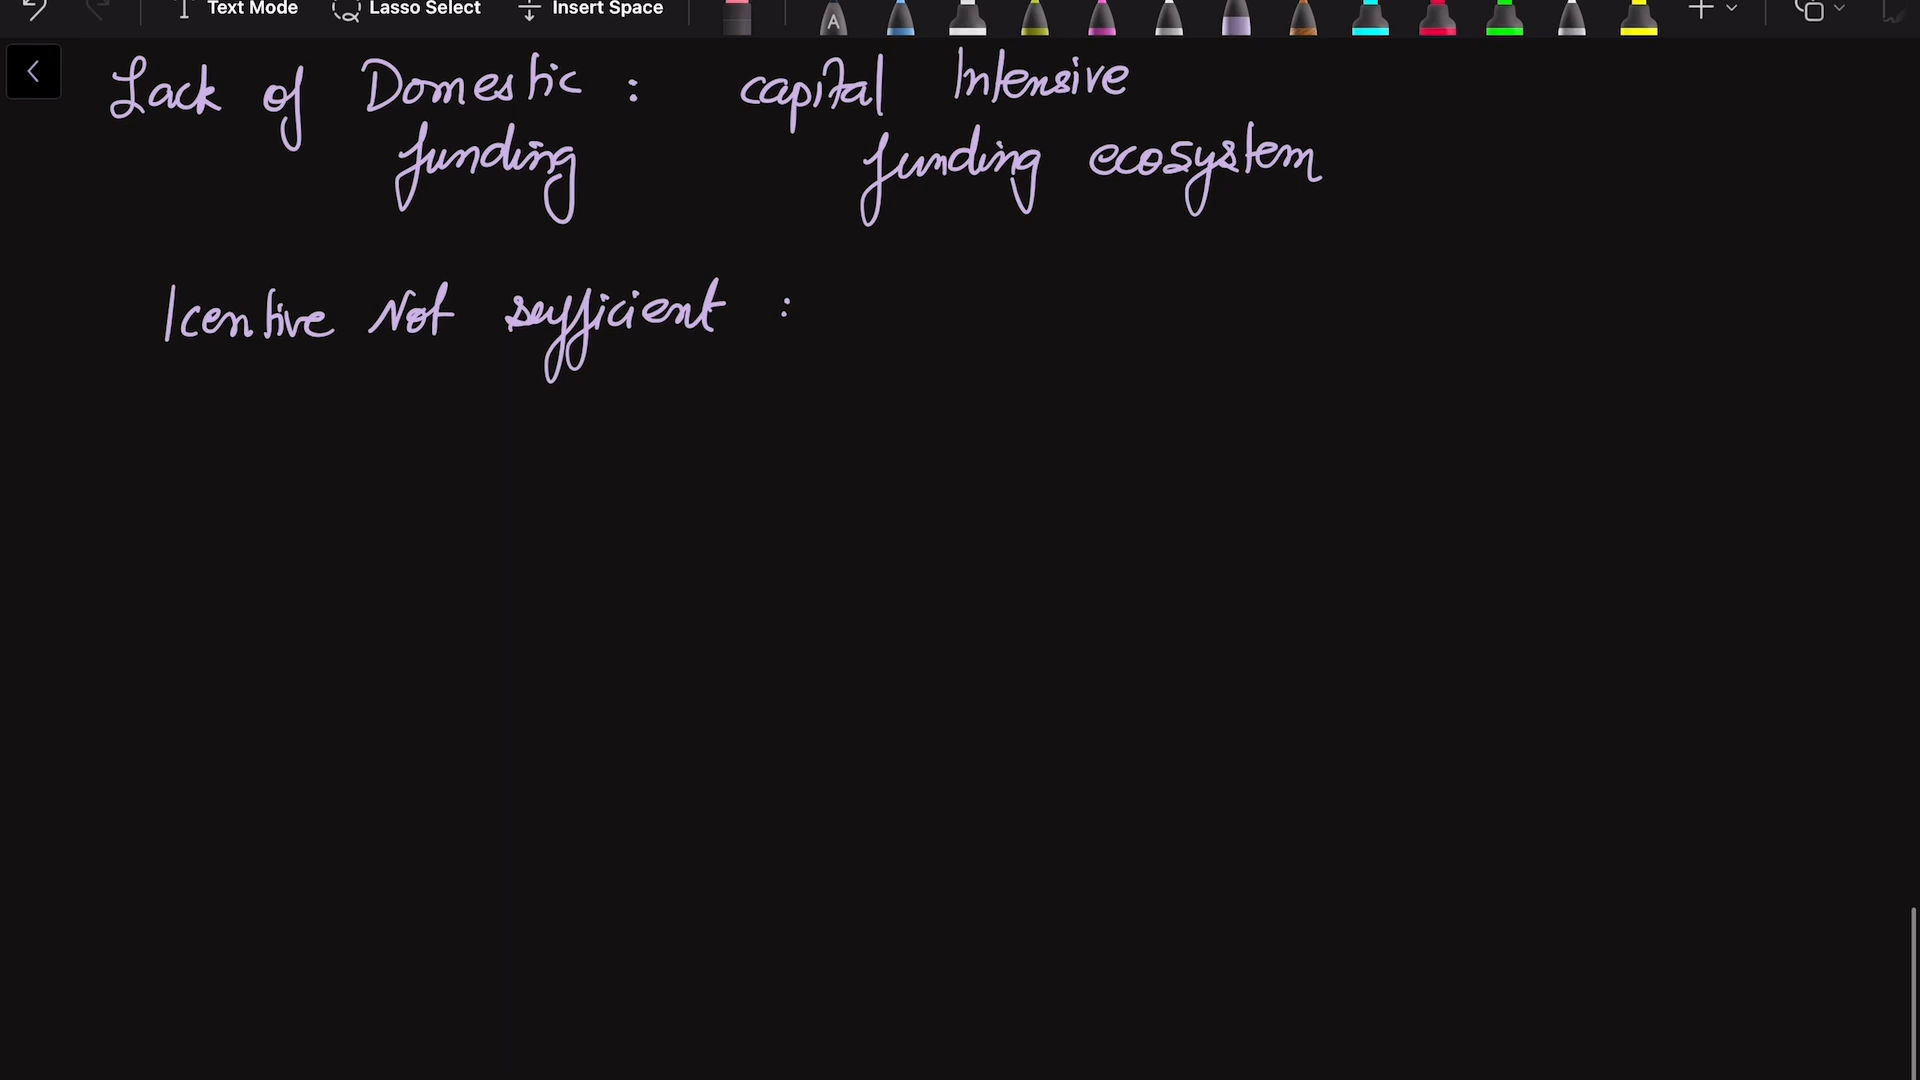 Text Mode Lasso Select Insert Space A
Lack of Domestic : capital Intensive
funding funding ecosystem
Icentive Not sufficient :